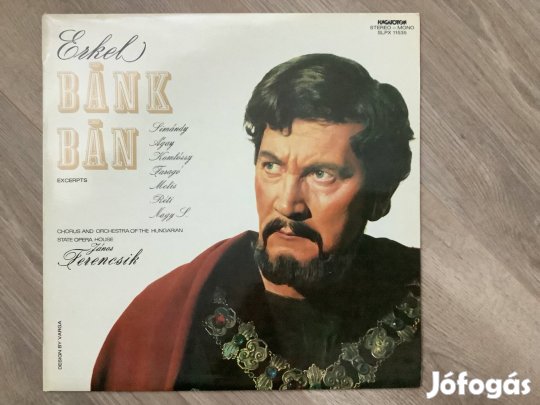 HUNGAROTON
STEREO - MONO
SLPX 11535
Erkel
BÁNK
BÁN
Simándy
Ágay
Komlóssy
Faragó
Melis
Réti
Nagy S.
EXCERPTS
CHORUS AND ORCHESTRA OF THE HUNGARIAN
STATE OPERA HOUSE
János
Ferencsik
DESIGN BY VARGA
Jófogás